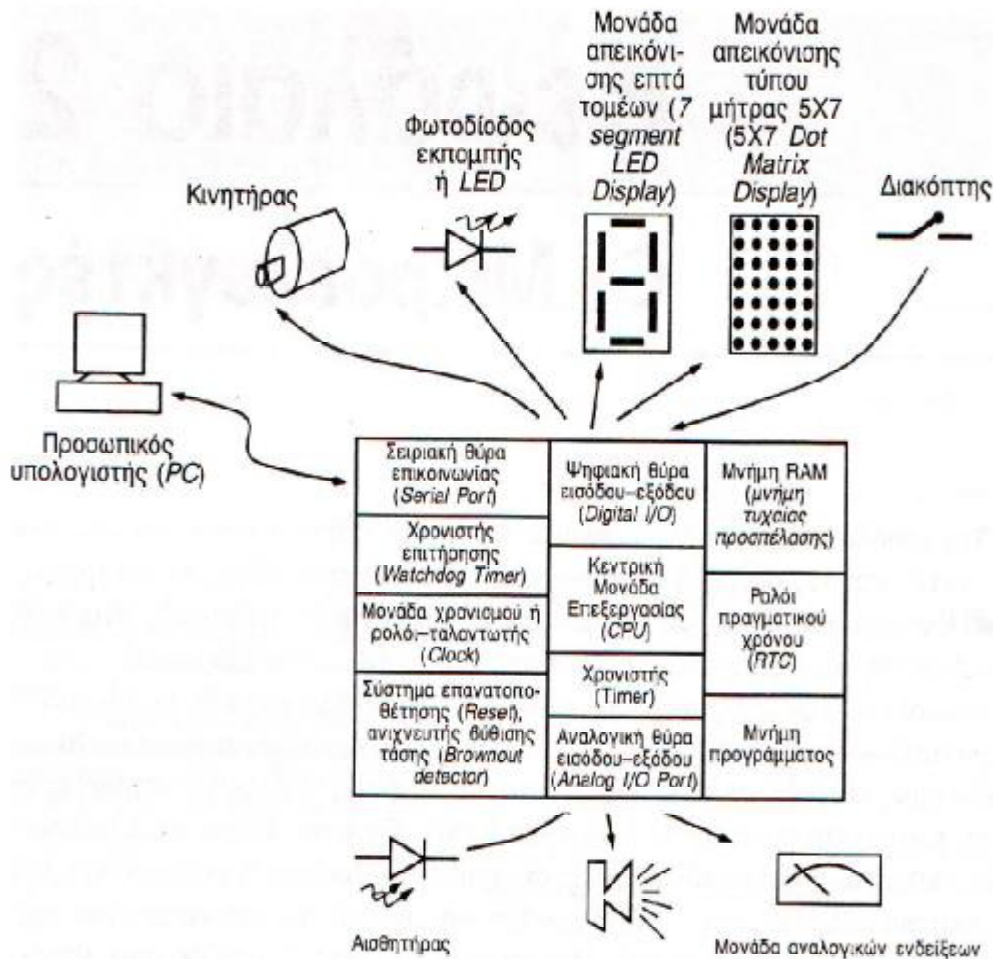 Μονάδα
απεικόνι-
σης επτά
τομέων (7
segment
LED
Display)
Μονάδα
απεικόνισης
τύπου
μήτρας 5X7
(5X7 Dot
Matrix
Display)
Φωτοδίοδος
εκπομπής
ή LED
Κινητήρας
Διακόπτης
Προσωπικός
υπολογιστής (PC)
Σειριακή θύρα
επικοινωνίας
(Serial Port)
Χρονιστής
επιτήρησης
(Watchdog Timer)
Μονάδα χρονισμού ή
ρολόι–ταλαντωτής
(Clock)
Σύστημα επανατοπο-
θέτησης (Reset),
ανιχνευτής βύθισης
τάσης (Brownout
detector)
Ψηφιακή θύρα
εισόδου–εξόδου
(Digital I/O)
Κεντρική
Μονάδα
Επεξεργασίας
(CPU)
Χρονιστής
(Timer)
Αναλογική θύρα
εισόδου–εξόδου
(Analog I/O Port)
Μνήμη RAM
(μνήμη
τυχαίας
προσπέλασης)
Ρολόι
πραγματικού
χρόνου
(RTC)
Μνήμη
προγράμματος
Αισθητήρας
Μονάδα αναλογικών ενδείξεων